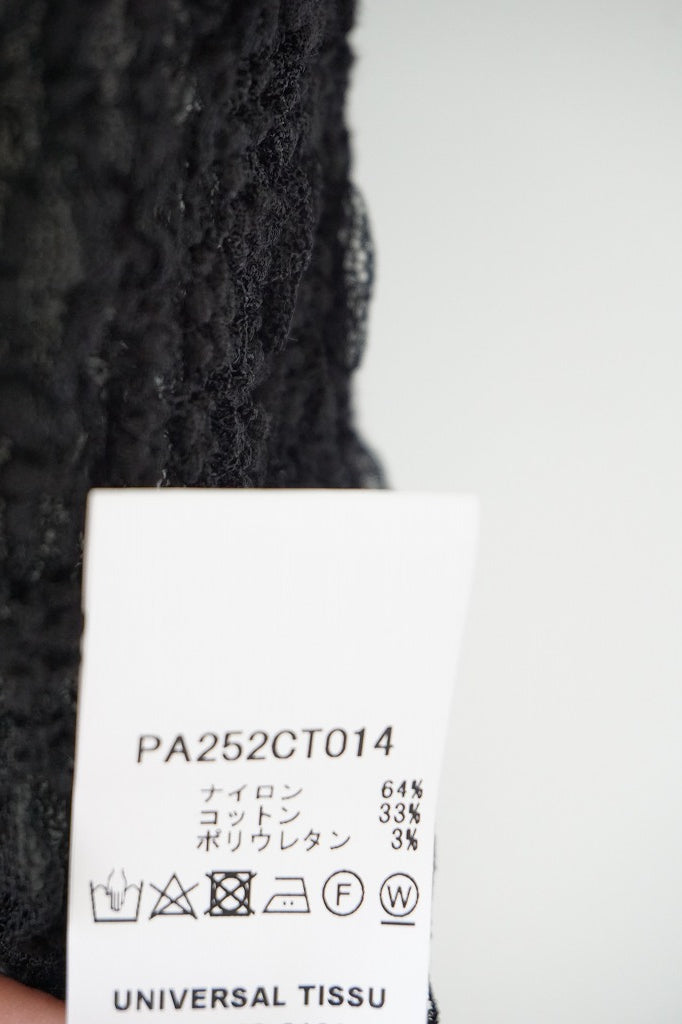 PA252CT014
ナイロン 64%
コットン 33%
ポリウレタン 3%
F W
UNIVERSAL TISSU